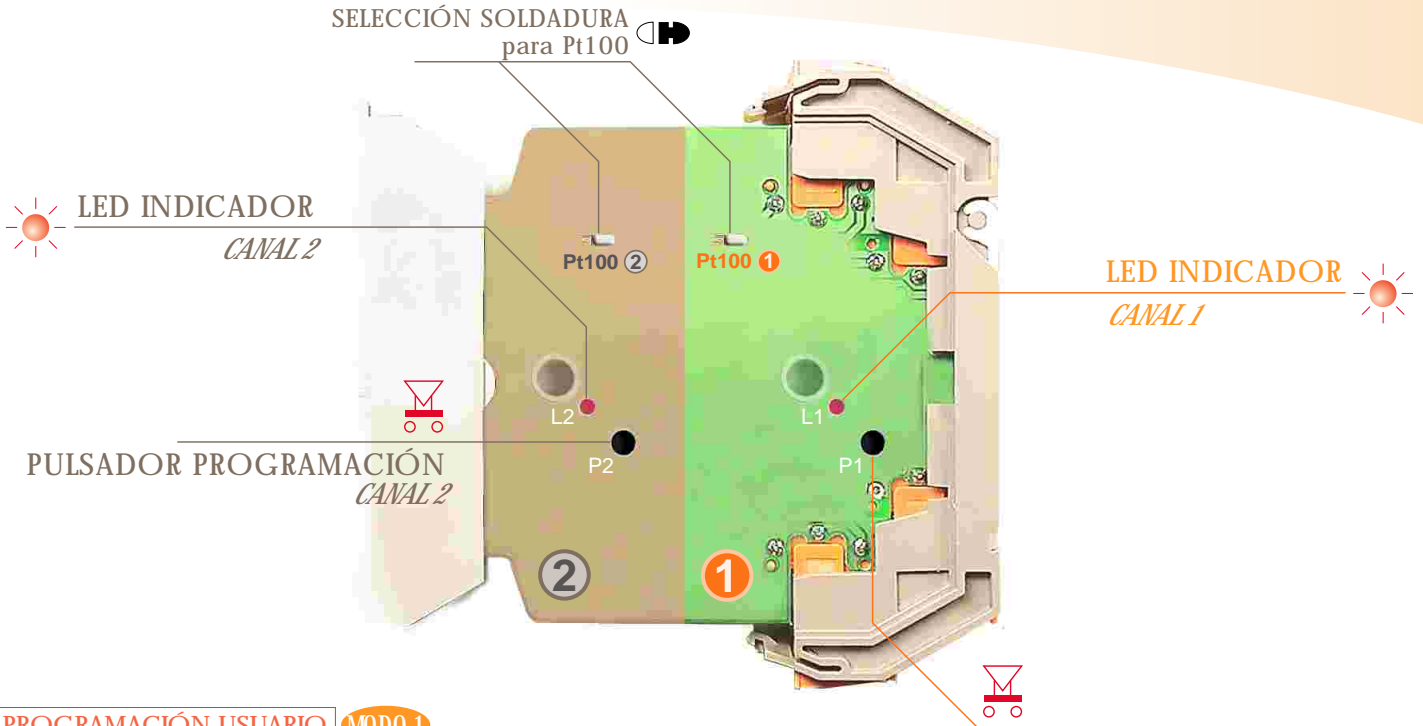 SELECCIÓN SOLDADURA
para Pt100
LED INDICADOR
CANAL 2
Pt100 2
Pt100 1
LED INDICADOR
CANAL 1
L2
L1
P2
P1
PULSADOR PROGRAMACIÓN
CANAL 2
2
1
PROGRAMACIÓN USUARIO MODO 1